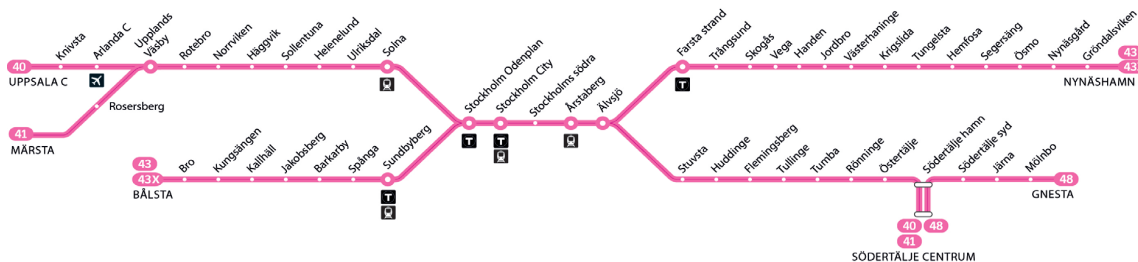 Knivsta
Arlanda C
Upplands
Väsby
Rotebro
Norrviken
Häggvik
Sollentuna
Helenelund
Ulriksdal
Solna
40
UPPSALA C
Rosersberg
41
MÄRSTA
43
43X
BÅLSTA
Bro
Kungsängen
Kallhäll
Jakobsberg
Barkarby
Spånga
Sundbyberg
T
Stockholm Odenplan
T
Stockholm City
T
Stockholms södra
Årstaberg
Älvsjö
Farsta strand
T
Trångsund
Skogås
Vega
Handen
Jordbro
Västerhaninge
Krigslida
Tungelsta
Hemfosa
Segersäng
Ösmo
Nynäsgård
Gröndalsviken
43
43
NYNÄSHAMN
Stuvsta
Huddinge
Flemingsberg
Tullinge
Tumba
Rönninge
Östertälje
Södertälje hamn
Södertälje syd
Järna
Mölnbo
48
GNESTA
40
48
41
SÖDERTÄLJE CENTRUM